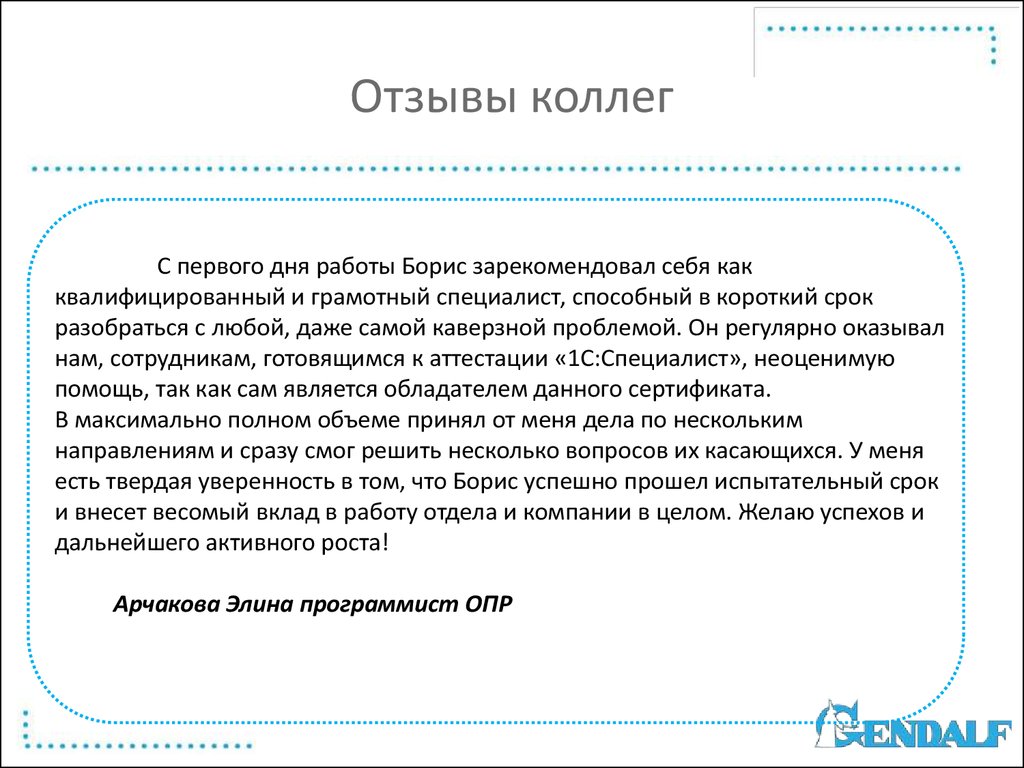 Отзывы коллег
С первого дня работы Борис зарекомендовал себя как
квалифицированный и грамотный специалист, способный в короткий срок
разобраться с любой, даже самой каверзной проблемой. Он регулярно оказывал
нам, сотрудникам, готовящимся к аттестации «1С:Специалист», неоценимую
помощь, так как сам является обладателем данного сертификата.
В максимально полном объеме принял от меня дела по нескольким
направлениям и сразу смог решить несколько вопросов их касающихся. У меня
есть твердая уверенность в том, что Борис успешно прошел испытательный срок
и внесет весомый вклад в работу отдела и компании в целом. Желаю успехов и
дальнейшего активного роста!
Арчакова Элина программист ОПР
GENDALF